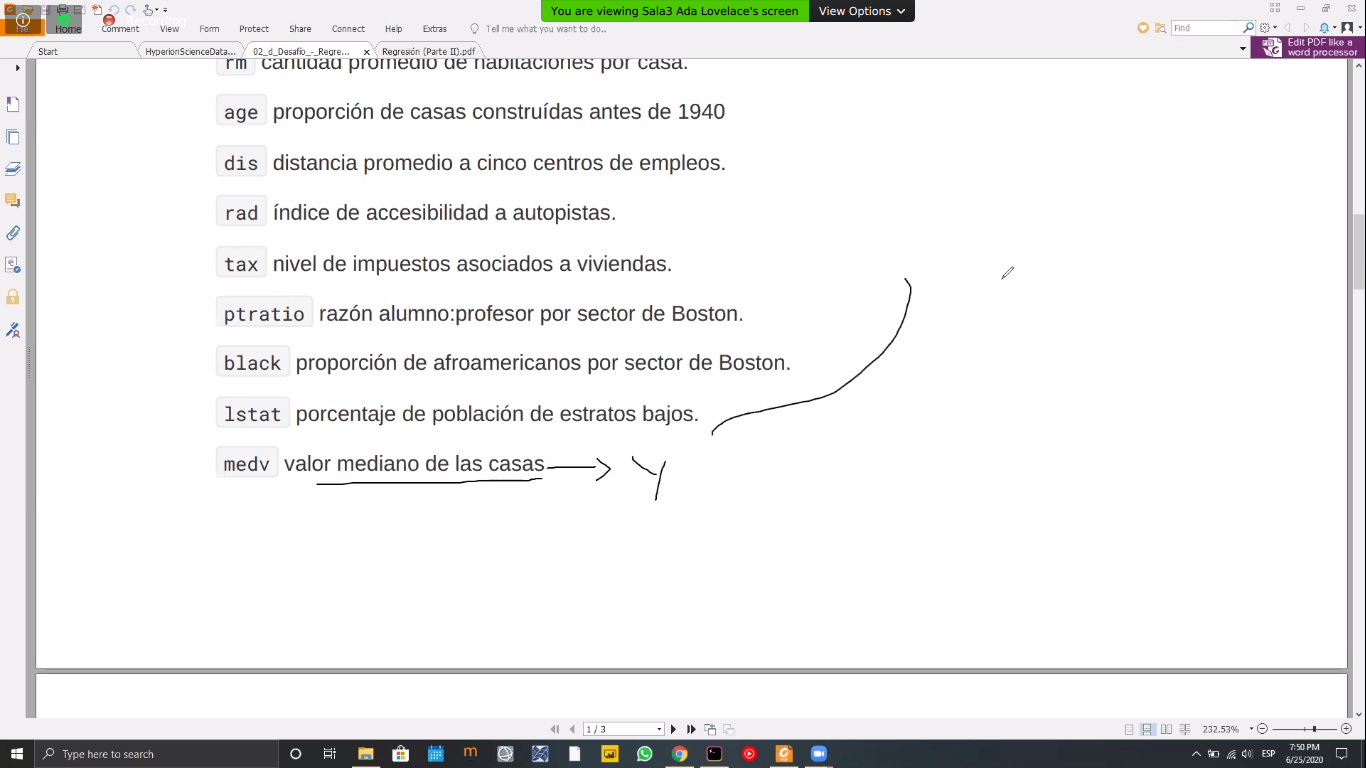 Recording
You are viewing Sala3 Ada Lovelace's screen
View Options
File Home Comment View Form Protect Share Connect Help Extras Tell me what you want to do..
Find
Start HyperionScienceData... 02_d_Desafio_-_Regre... Regresión (Parte II).pdf
Edit PDF like a
word processor
rm cantidad promedio de habitaciones por casa.
age proporción de casas construídas antes de 1940
dis distancia promedio a cinco centros de empleos.
rad índice de accesibilidad a autopistas.
tax nivel de impuestos asociados a viviendas.
ptratio razón alumno:profesor por sector de Boston.
black proporción de afroamericanos por sector de Boston.
lstat porcentaje de población de estratos bajos.
medv valor mediano de las casas → Y
1 / 3
232.53%
Type here to search
ESP
7:50 PM
6/25/2020